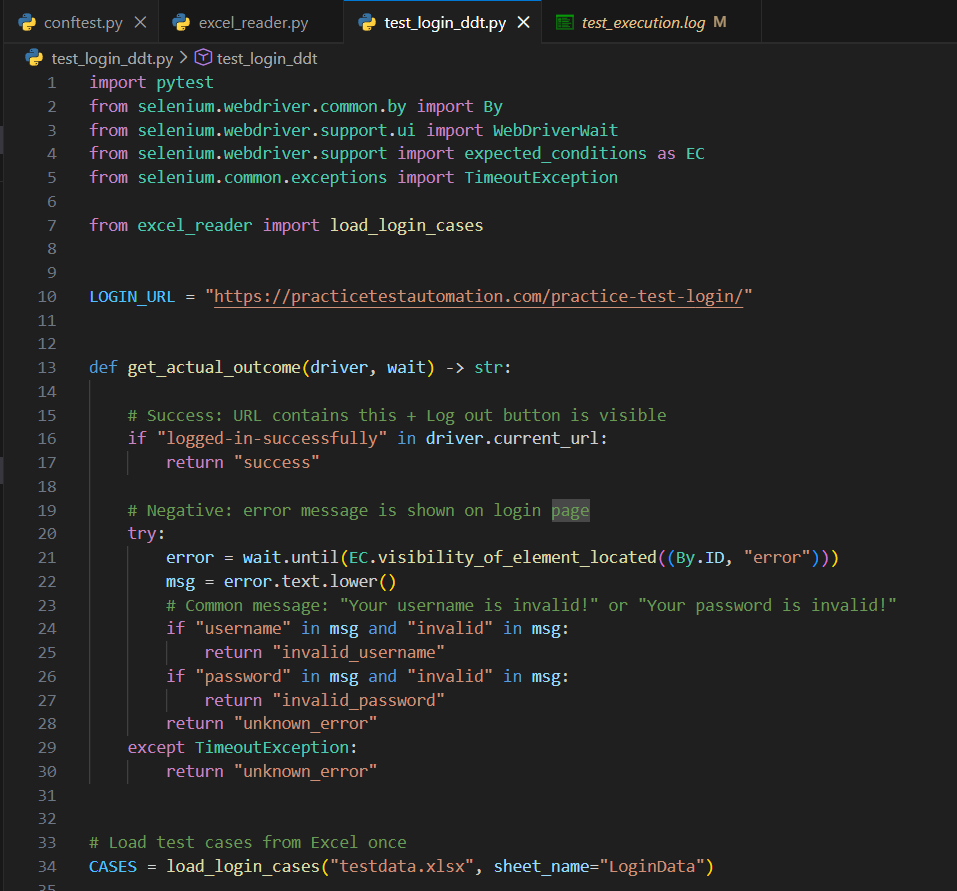 conftest.py
excel_reader.py
test_login_ddt.py
test_execution.log M
test_login_ddt.py > test_login_ddt
1 import pytest
2 from selenium.webdriver.common.by import By
3 from selenium.webdriver.support.ui import WebDriverWait
4 from selenium.webdriver.support import expected_conditions as EC
5 from selenium.common.exceptions import TimeoutException
6
7 from excel_reader import load_login_cases
8
9
10 LOGIN_URL = "https://practicetestautomation.com/practice-test-login/"
11
12
13 def get_actual_outcome(driver, wait) -> str:
14
15     # Success: URL contains this + Log out button is visible
16     if "logged-in-successfully" in driver.current_url:
17         return "success"
18
19     # Negative: error message is shown on login page
20     try:
21         error = wait.until(EC.visibility_of_element_located((By.ID, "error")))
22         msg = error.text.lower()
23         # Common message: "Your username is invalid!" or "Your password is invalid!"
24         if "username" in msg and "invalid" in msg:
25             return "invalid_username"
26         if "password" in msg and "invalid" in msg:
27             return "invalid_password"
28         return "unknown_error"
29     except TimeoutException:
30         return "unknown_error"
31
32
33 # Load test cases from Excel once
34 CASES = load_login_cases("testdata.xlsx", sheet_name="LoginData")
35